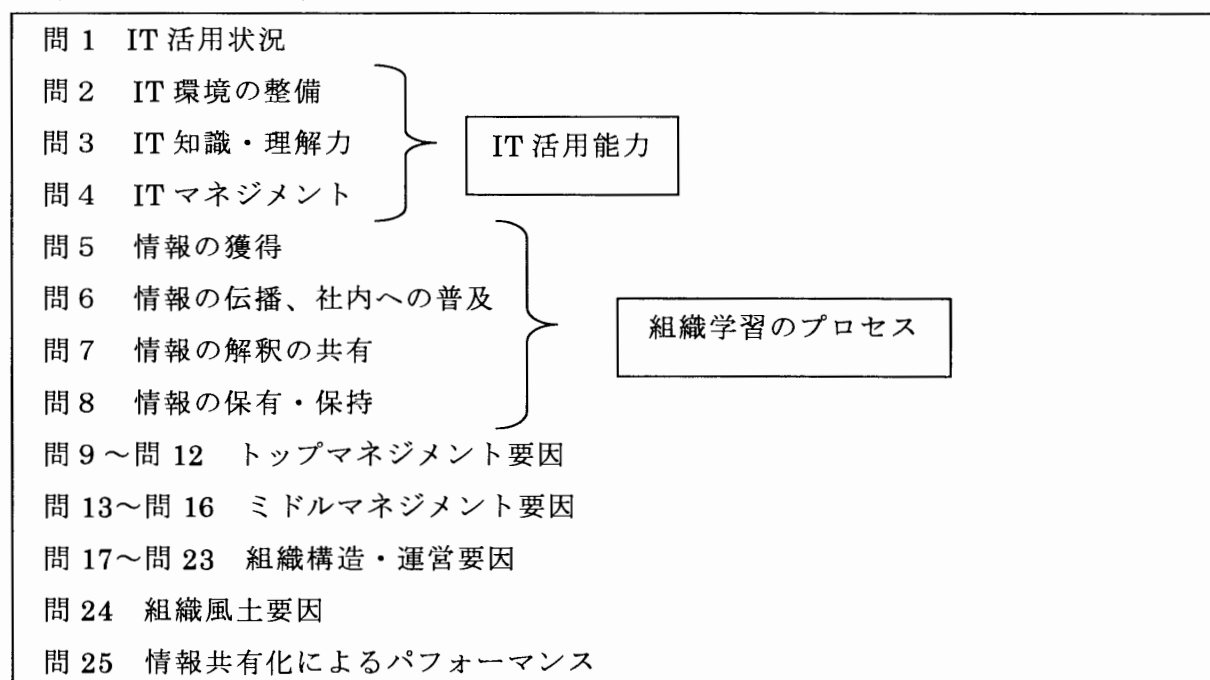 問1 IT活用状況
問2 IT環境の整備
問3 IT知識・理解力
IT活用能力
問4 ITマネジメント
問5 情報の獲得
問6 情報の伝播、社内への普及
組織学習のプロセス
問7 情報の解釈の共有
問8 情報の保有・保持
問9～問12 トップマネジメント要因
問13～問16 ミドルマネジメント要因
問17～問23 組織構造・運営要因
問24 組織風土要因
問25 情報共有化によるパフォーマンス